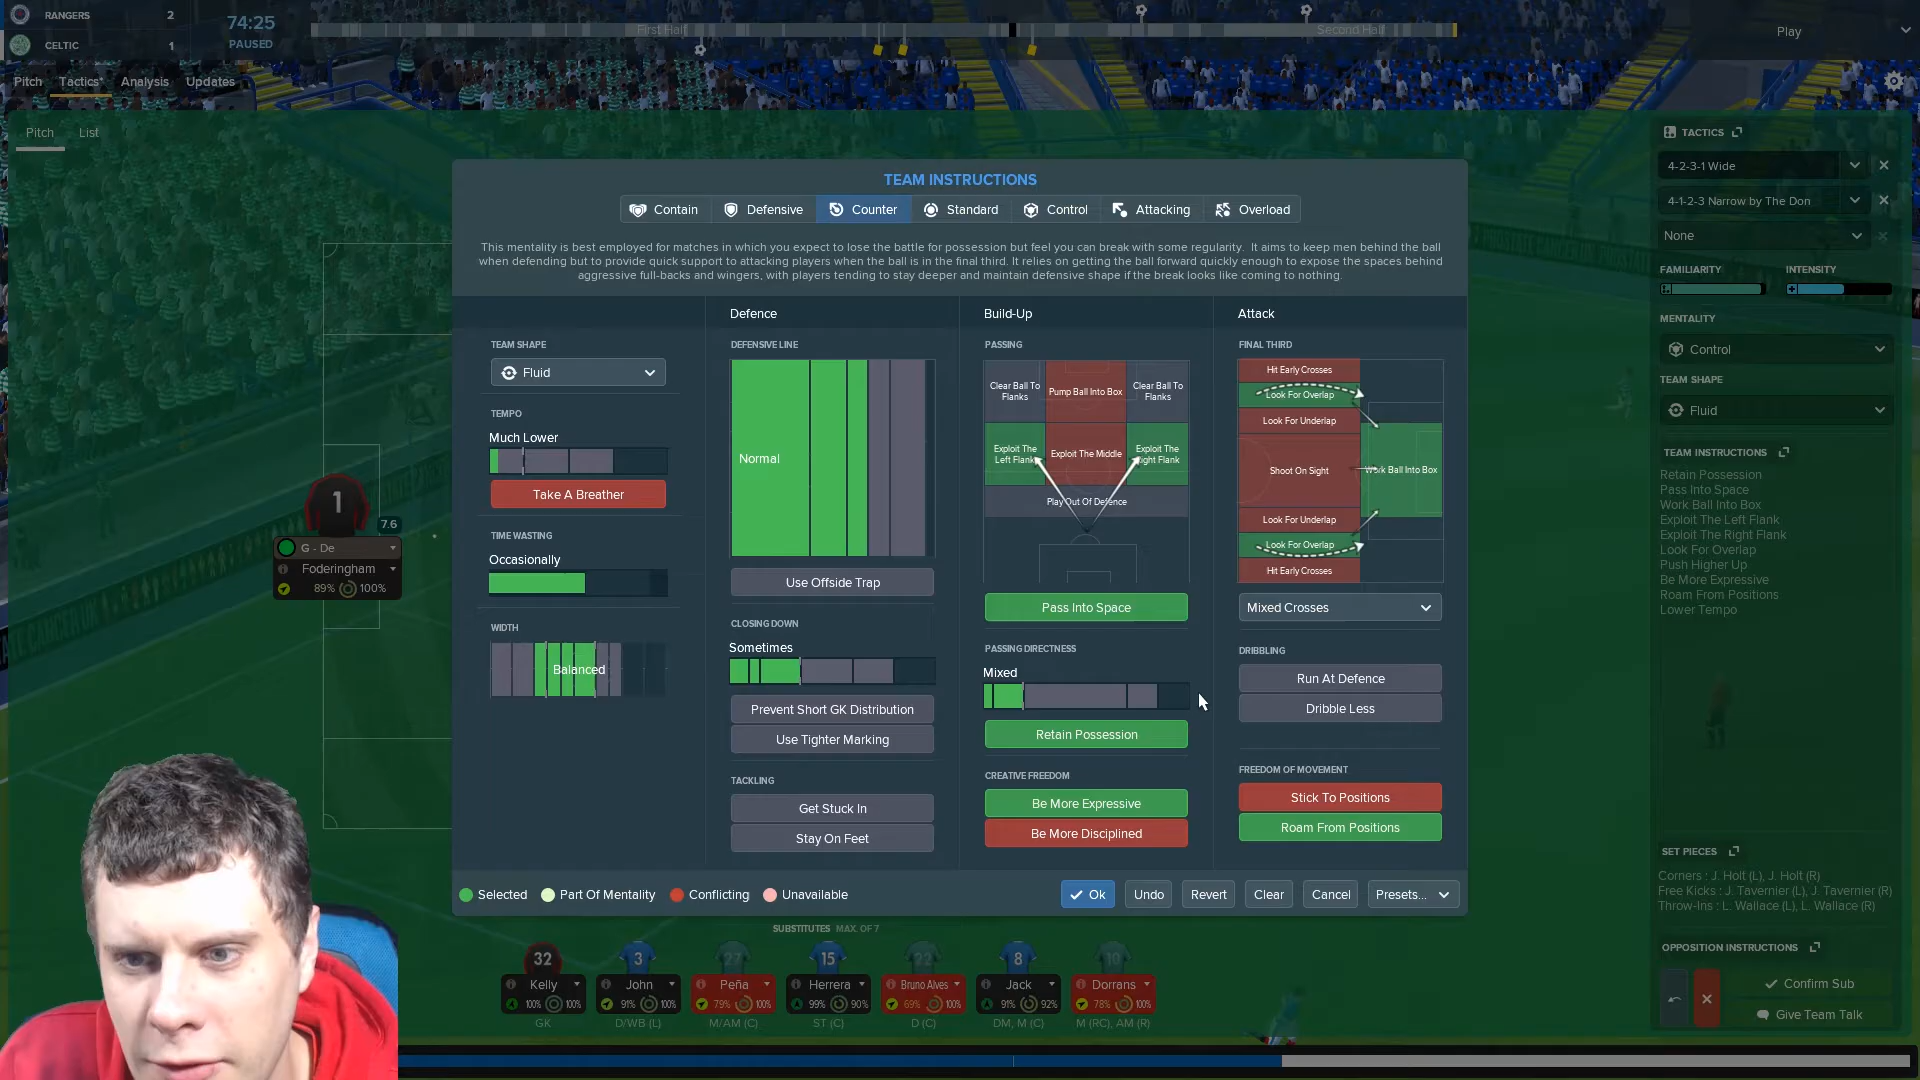 RANGERS 2
CELTIC 1
74:25
PAUSED
First Half
Second Half
Play
Pitch Tactics* Analysis Updates
Pitch List
TEAM INSTRUCTIONS
Contain Defensive Counter Standard Control Attacking Overload
This mentality is best employed for matches in which you expect to lose the battle for possession but feel you can break with some regularity. It aims to keep men behind the ball
when defending but to provide quick support to attacking players when the ball is in the final third. It relies on getting the ball forward quickly enough to expose the spaces behind
aggressive full-backs and wingers, with players tending to stay deeper and maintain defensive shape if the break looks like coming to nothing.
TEAM SHAPE
Fluid
TEMPO
Much Lower
Take A Breather
TIME WASTING
Occasionally
WIDTH
Balanced
Defence
DEFENSIVE LINE
Normal
Use Offside Trap
CLOSING DOWN
Sometimes
Prevent Short GK Distribution
Use Tighter Marking
TACKLING
Get Stuck In
Stay On Feet
Build-Up
PASSING
Clear Ball To Flanks
Pump Ball Into Box
Clear Ball To Flanks
Exploit The Left Flank
Exploit The Middle
Exploit The Right Flank
Play Out Of Defence
Pass Into Space
PASSING DIRECTNESS
Mixed
Retain Possession
CREATIVE FREEDOM
Be More Expressive
Be More Disciplined
Attack
FINAL THIRD
Hit Early Crosses
Look For Overlap
Look For Underlap
Shoot On Sight
Work Ball Into Box
Look For Underlap
Look For Overlap
Hit Early Crosses
Mixed Crosses
DRIBBLING
Run At Defence
Dribble Less
FREEDOM OF MOVEMENT
Stick To Positions
Roam From Positions
Selected Part Of Mentality Conflicting Unavailable
Ok Undo Revert Clear Cancel Presets...
1
7.6
G - De
Foderingham
89% 100%
TACTICS
4-2-3-1 Wide
4-1-2-3 Narrow by The Don
None
FAMILIARITY INTENSITY
MENTALITY
Control
TEAM SHAPE
Fluid
TEAM INSTRUCTIONS
Retain Possession
Pass Into Space
Work Ball Into Box
Exploit The Left Flank
Exploit The Right Flank
Look For Overlap
Push Higher Up
Be More Expressive
Roam From Positions
Lower Tempo
SET PIECES
Corners : J. Holt (L), J. Holt (R)
Free Kicks : J. Tavernier (L), J. Tavernier (R)
Throw-Ins : L. Wallace (L), L. Wallace (R)
OPPOSITION INSTRUCTIONS
Confirm Sub
Give Team Talk
SUBSTITUTES MAX. OF 7
32 3 27 15 22 8 10
Kelly John Peña Herrera Bruno Alves Jack Dorrans
100% 100% 91% 100% 79% 100% 99% 90% 69% 100% 91% 92% 78% 100%
GK D/WB (L) M/AM (C) ST (C) D (C) DM, M (C) M (RC), AM (R)